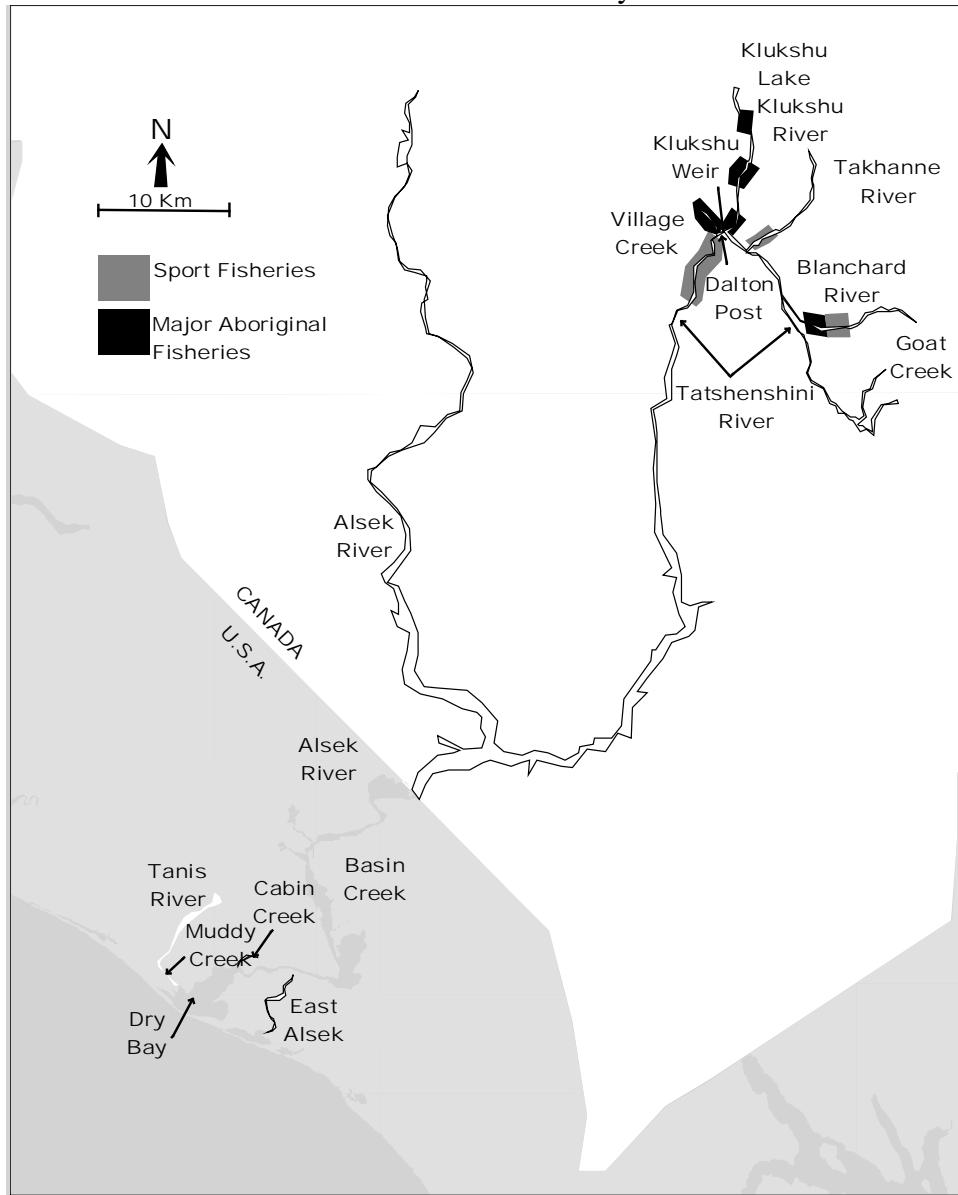 Klukshu
Lake
Klukshu
River
N
Klukshu
Weir
Takhanne
River
10 Km
Village
Creek
Sport Fisheries
Blanchard
River
Dalton
Post
Major Aboriginal
Fisheries
Goat
Creek
Tatshenshini
River
Alsek
River
CANADA
U.S.A.
Alsek
River
Basin
Creek
Tanis
River
Cabin
Creek
Muddy
Creek
East
Alsek
Dry
Bay